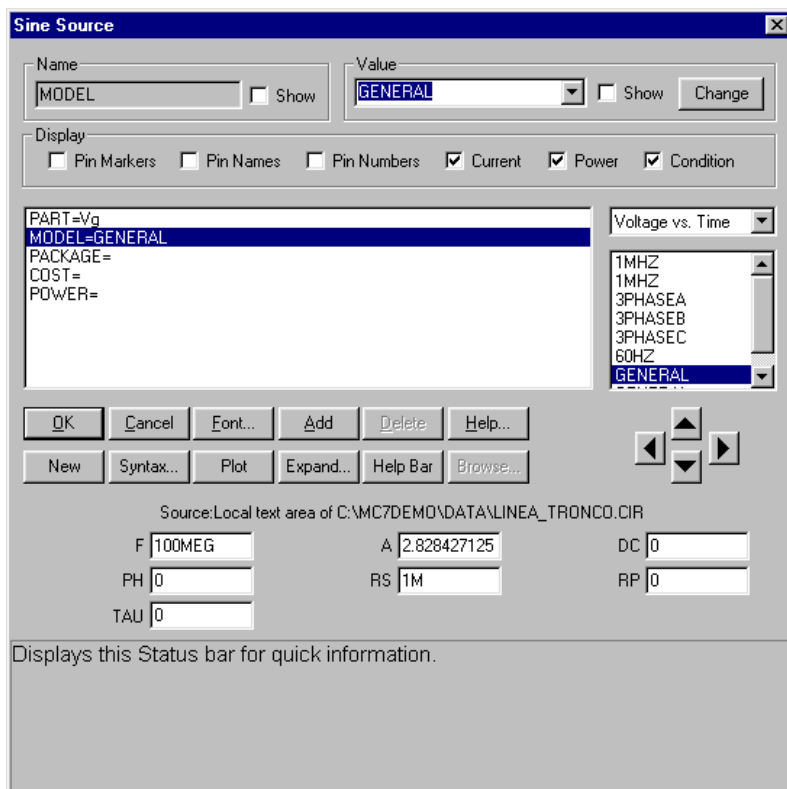 Sine Source
Name
MODEL
Show
Value
GENERAL
Show
Change
Display
Pin Markers
Pin Names
Pin Numbers
Current
Power
Condition
PART=Vg
MODEL=GENERAL
PACKAGE=
COST=
POWER=
Voltage vs. Time
1MHZ
1MHZ
3PHASEA
3PHASEB
3PHASEC
60HZ
GENERAL
OK
Cancel
Font...
Add
Delete
Help...
New
Syntax...
Plot
Expand...
Help Bar
Browse...
Source:Local text area of C:\MC7DEMO\DATA\LINEA_TRONCO.CIR
F 100MEG
A 2.828427125
DC 0
PH 0
RS 1M
RP 0
TAU 0
Displays this Status bar for quick information.